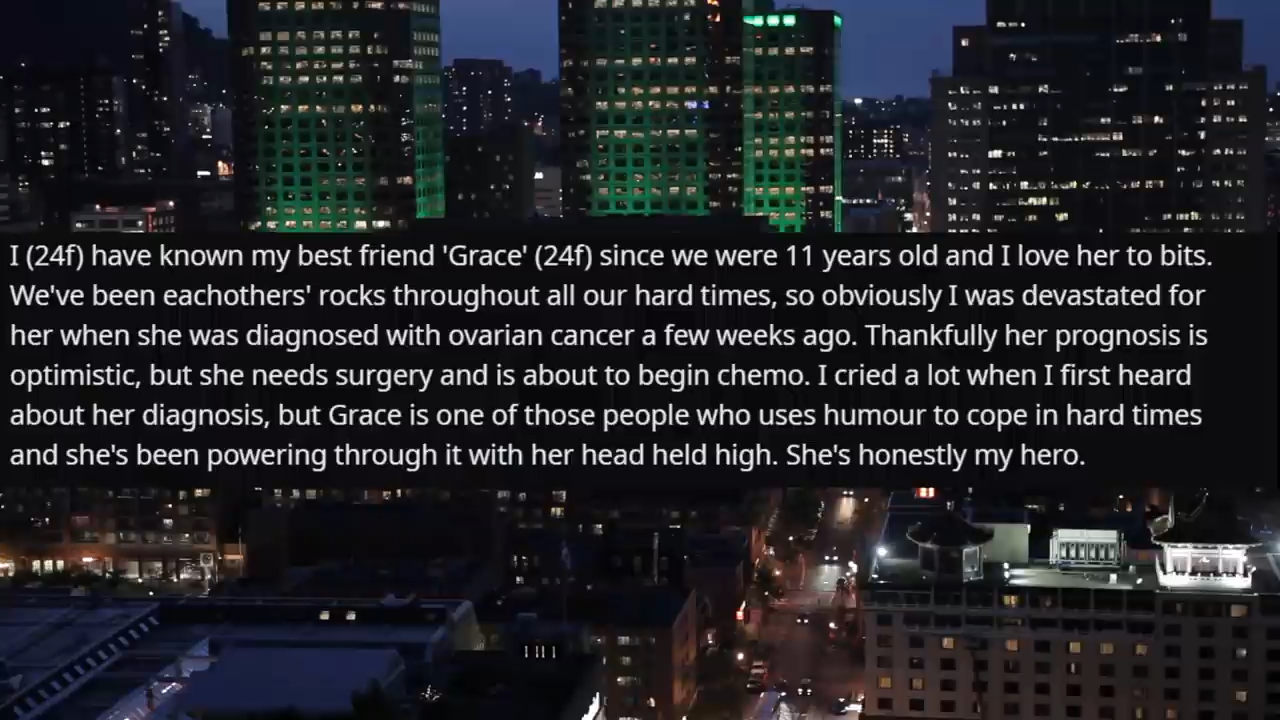 I (24f) have known my best friend 'Grace' (24f) since we were 11 years old and I love her to bits.
We've been eachothers' rocks throughout all our hard times, so obviously I was devastated for
her when she was diagnosed with ovarian cancer a few weeks ago. Thankfully her prognosis is
optimistic, but she needs surgery and is about to begin chemo. I cried a lot when I first heard
about her diagnosis, but Grace is one of those people who uses humour to cope in hard times
and she's been powering through it with her head held high. She's honestly my hero.